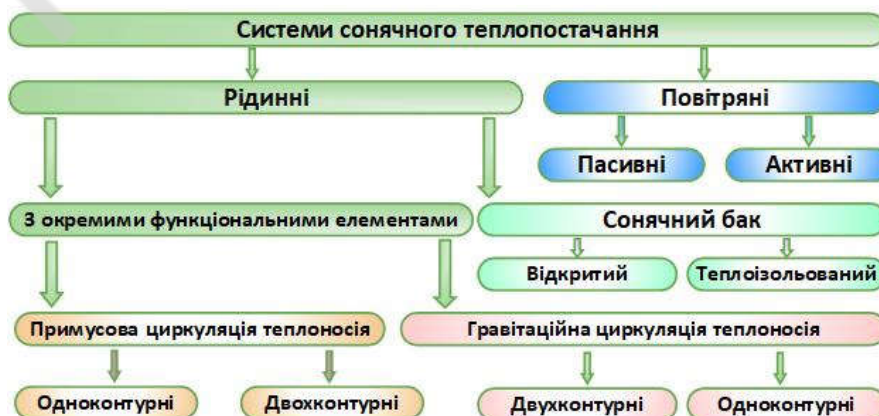 Системи сонячного теплопостачання
Рідинні
Повітряні
Пасивні
Активні
З окремими функціональними елементами
Сонячний бак
Відкритий
Теплоізольований
Примусова циркуляція теплоносія
Гравітаційна циркуляція теплоносія
Одноконтурні
Двохконтурні
Двухконтурні
Одноконтурні